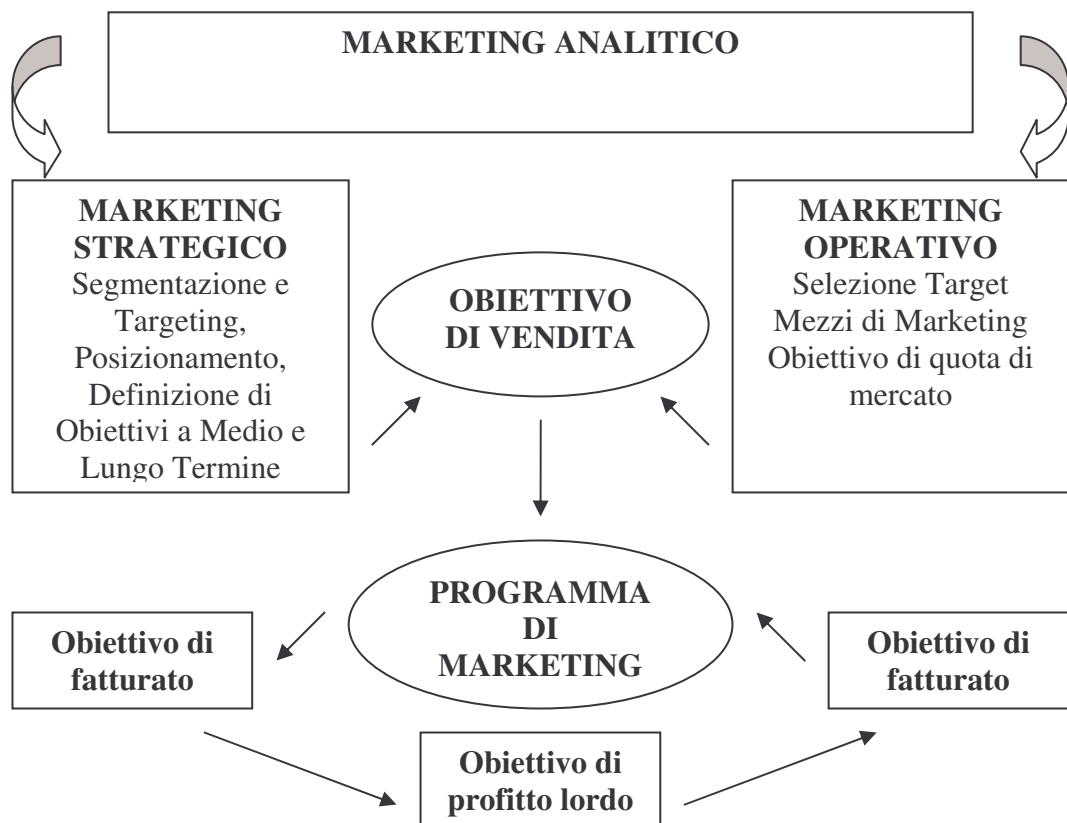 MARKETING ANALITICO
MARKETING
STRATEGICO
Segmentazione e
Targeting,
Posizionamento,
Definizione di
Obiettivi a Medio e
Lungo Termine
OBIETTIVO
DI VENDITA
MARKETING
OPERATIVO
Selezione Target
Mezzi di Marketing
Obiettivo di quota di
mercato
PROGRAMMA
DI
MARKETING
Obiettivo di
fatturato
Obiettivo di
profitto lordo
Obiettivo di
fatturato